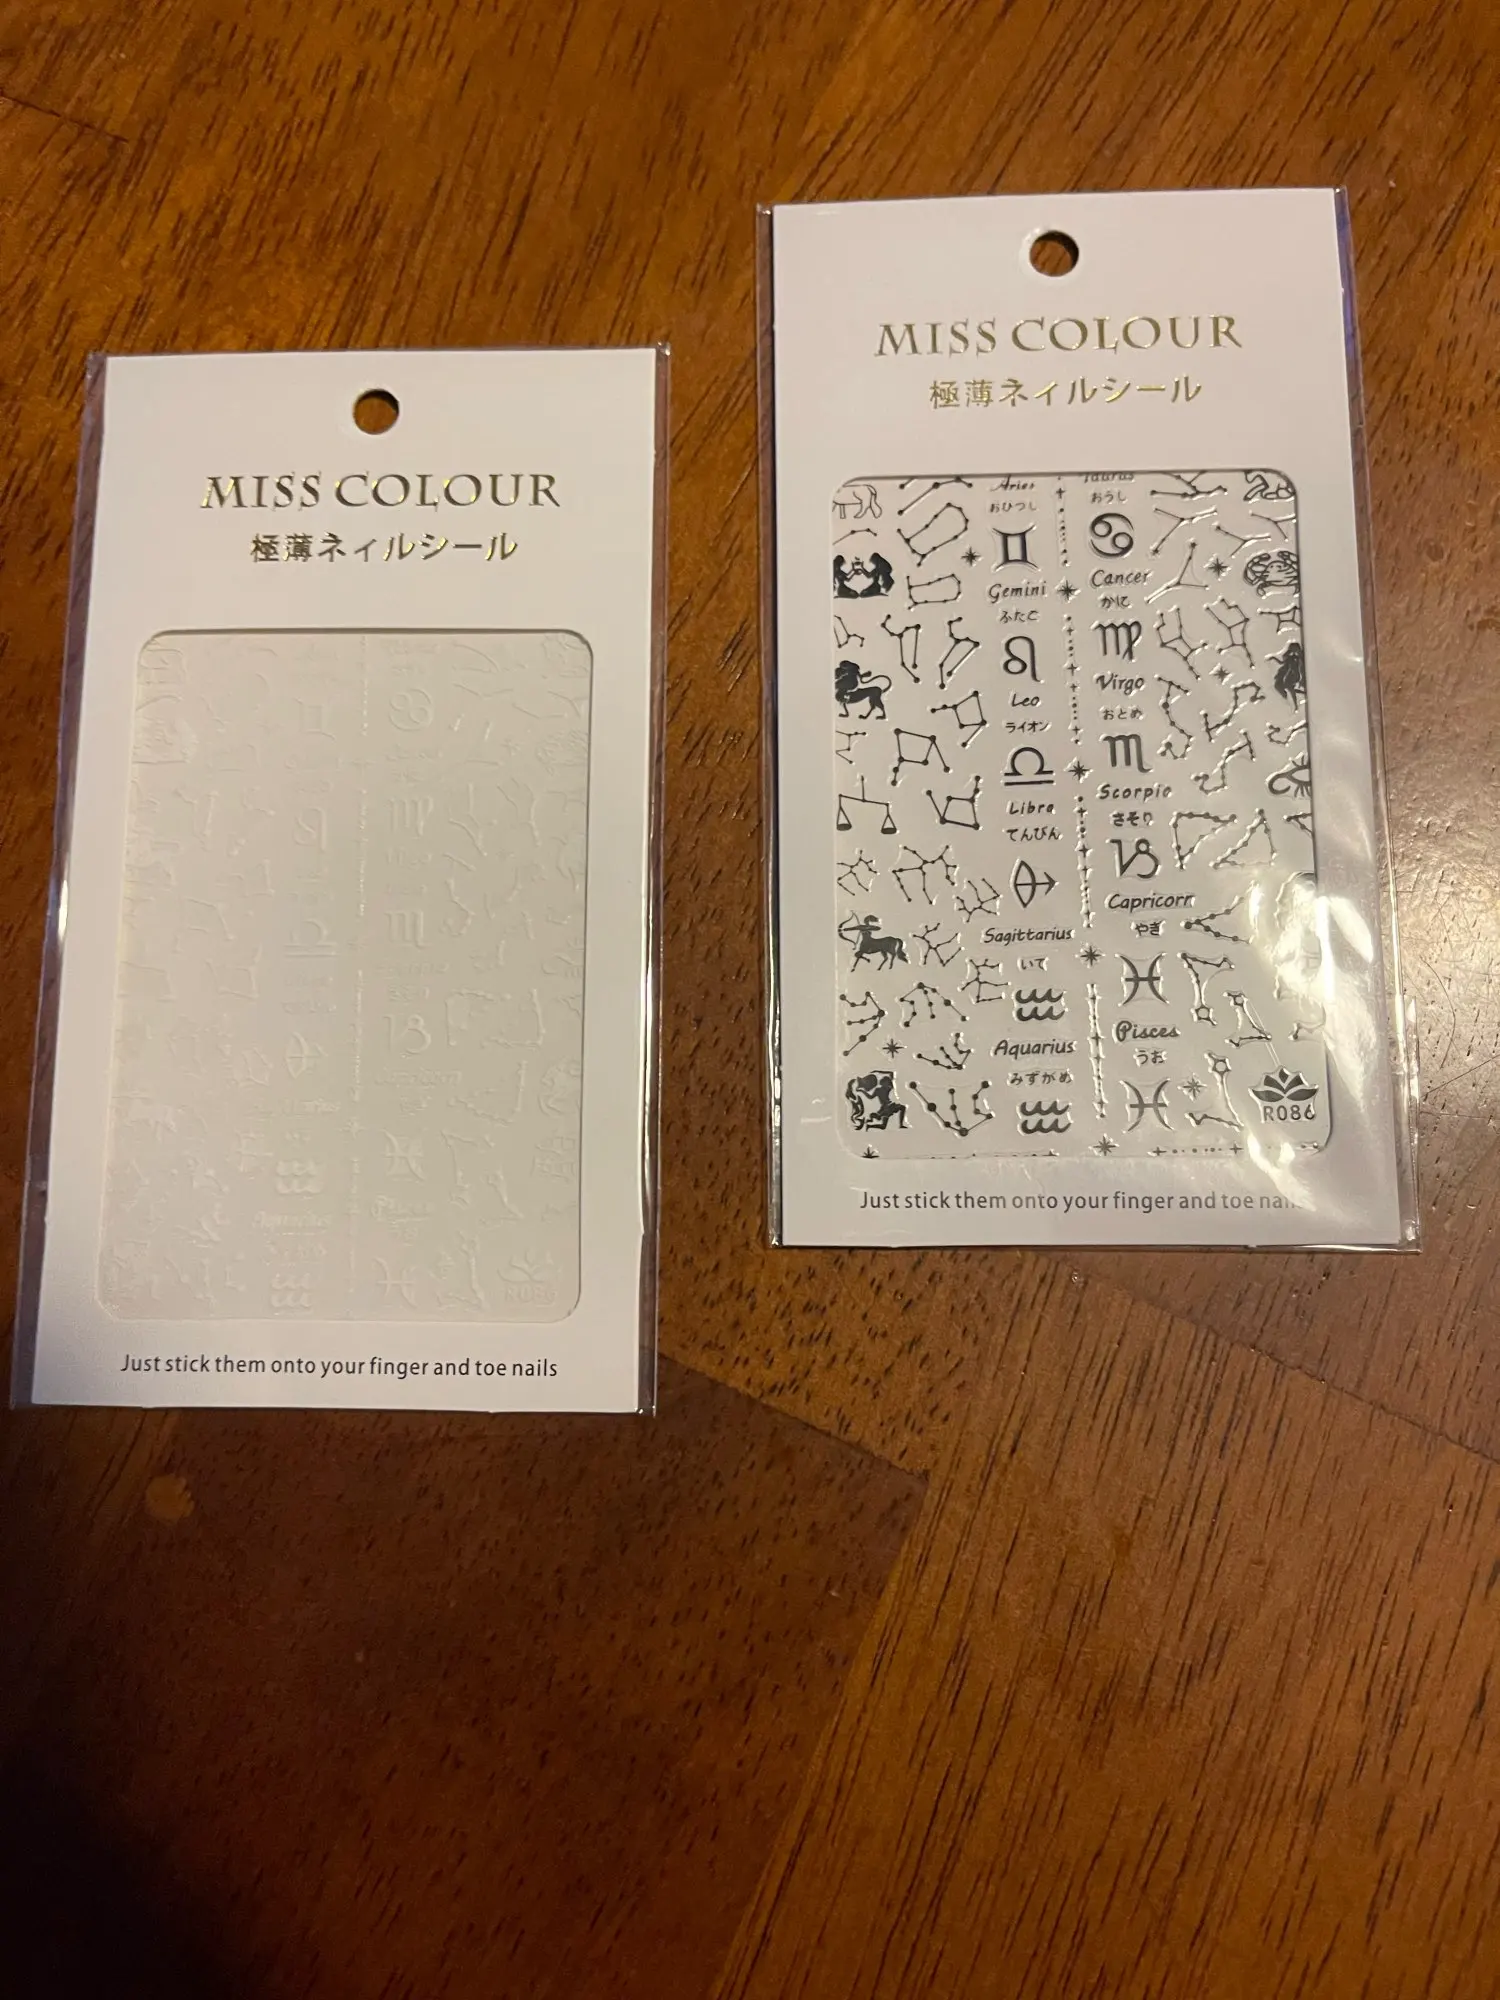 MISS COLOUR
極薄ネイルシール
Just stick them onto your finger and toe nails
MISS COLOUR
極薄ネイルシール
Aries
おひつじ
Taurus
おうし
Gemini
ふたご
Cancer
かに
Leo
ライオン
Virgo
おとめ
Libra
てんびん
Scorpio
さそり
Sagittarius
いて
Capricorn
やぎ
Aquarius
みずがめ
Pisces
うお
R086
Just stick them onto your finger and toe nails